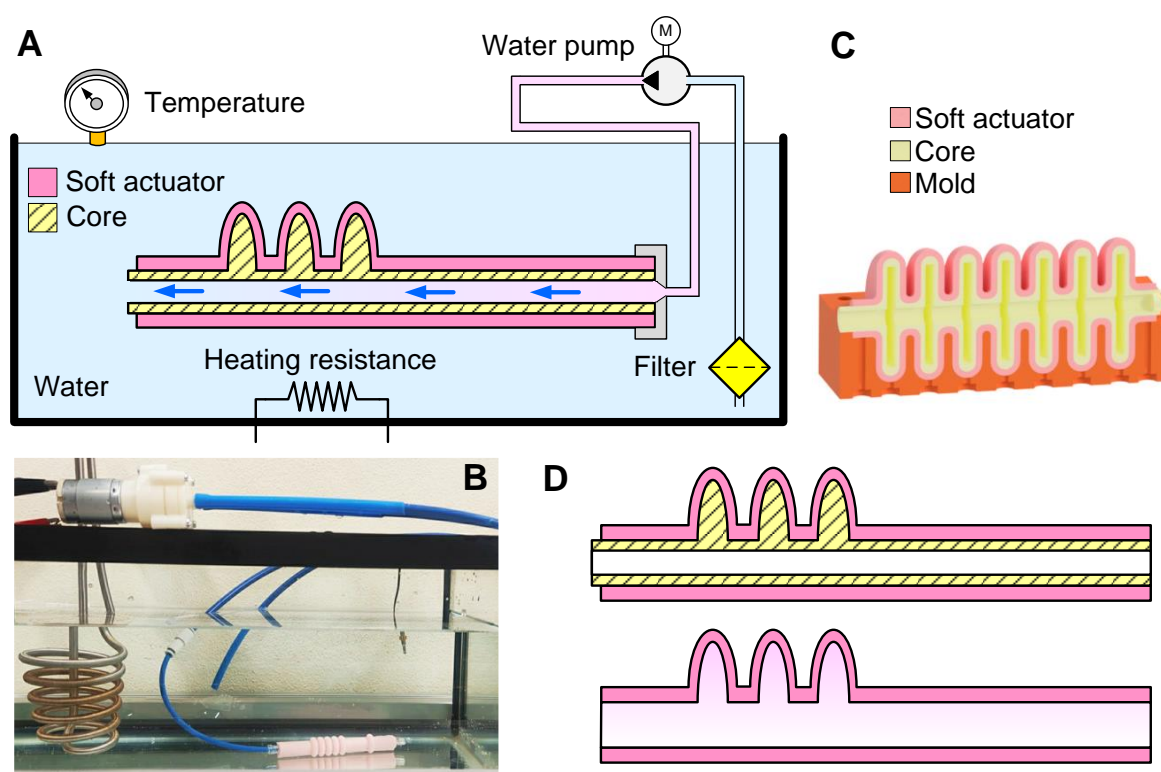 A
Water pump
M
Temperature
Soft actuator
Core
Heating resistance
Filter
Water
C
Soft actuator
Core
Mold
B
D